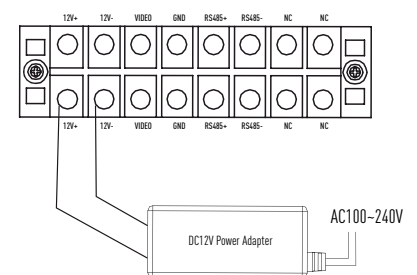 12V+ 12V- VIDEO GND RS485+ RS485- NC NC
12V+ 12V- VIDEO GND RS485+ RS485- NC NC
AC100~240V
DC12V Power Adapter